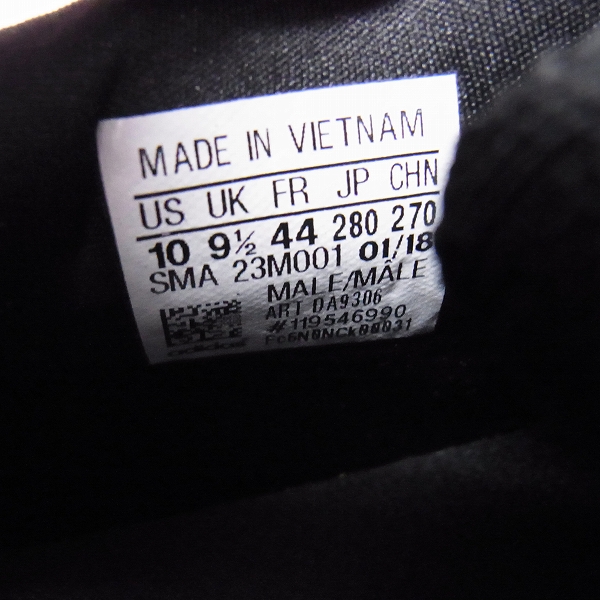 MADE IN VIETNAM
US UK FR JP CHN
10 9½ 44 280 270
SMA 23M001 01/18
MALE/MÂLE
ART DA9306
#119546990
adidas